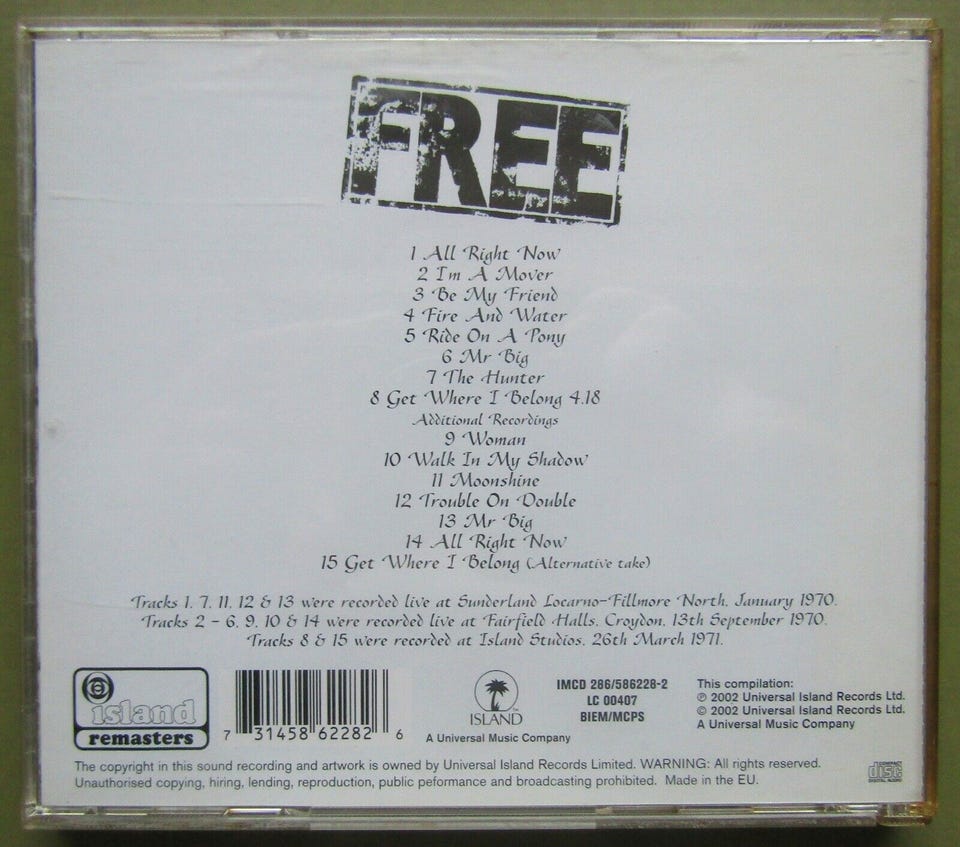 FREE
1 All Right Now
2 I'm A Mover
3 Be My Friend
4 Fire And Water
5 Ride On A Pony
6 Mr Big
7 The Hunter
8 Get Where I Belong 4.18
Additional Recordings
9 Woman
10 Walk In My Shadow
11 Moonshine
12 Trouble On Double
13 Mr Big
14 All Right Now
15 Get Where I Belong (Alternative take)
Tracks 1, 7, 11, 12 & 13 were recorded live at Sunderland Locarno-Fillmore North, January 1970.
Tracks 2 - 6, 9, 10 & 14 were recorded live at Fairfield Halls, Croydon, 13th September 1970.
Tracks 8 & 15 were recorded at Island Studios, 26th March 1971.
island
remasters
7 31458 62282 6
ISLAND™
A Universal Music Company
IMCD 286/586228-2
LC 00407
BIEM/MCPS
This compilation:
℗ 2002 Universal Island Records Ltd.
© 2002 Universal Island Records Ltd.
A Universal Music Company
The copyright in this sound recording and artwork is owned by Universal Island Records Limited. WARNING: All rights reserved.
Unauthorised copying, hiring, lending, reproduction, public peformance and broadcasting prohibited. Made in the EU.
COMPACT
disc
DIGITAL AUDIO